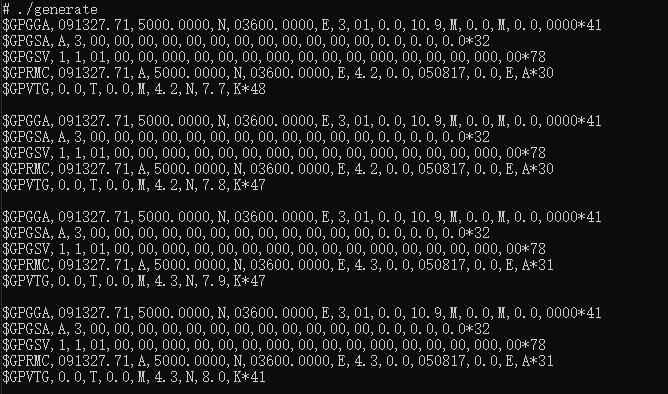 # ./generate
$GPGGA,091327.71,5000.0000,N,03600.0000,E,3,01,0.0,10.9,M,0.0,M,0.0,0000*41
$GPGSA,A,3,00,00,00,00,00,00,00,00,00,00,00,00,0.0,0.0,0.0*32
$GPGSV,1,1,01,00,00,000,00,00,00,000,00,00,00,000,00,00,00,000,00*78
$GPRMC,091327.71,A,5000.0000,N,03600.0000,E,4.2,0.0,050817,0.0,E,A*30
$GPVTG,0.0,T,0.0,M,4.2,N,7.7,K*48
$GPGGA,091327.71,5000.0000,N,03600.0000,E,3,01,0.0,10.9,M,0.0,M,0.0,0000*41
$GPGSA,A,3,00,00,00,00,00,00,00,00,00,00,00,00,0.0,0.0,0.0*32
$GPGSV,1,1,01,00,00,000,00,00,00,000,00,00,00,000,00,00,00,000,00*78
$GPRMC,091327.71,A,5000.0000,N,03600.0000,E,4.2,0.0,050817,0.0,E,A*30
$GPVTG,0.0,T,0.0,M,4.2,N,7.8,K*47
$GPGGA,091327.71,5000.0000,N,03600.0000,E,3,01,0.0,10.9,M,0.0,M,0.0,0000*41
$GPGSA,A,3,00,00,00,00,00,00,00,00,00,00,00,00,0.0,0.0,0.0*32
$GPGSV,1,1,01,00,00,000,00,00,00,000,00,00,00,000,00,00,00,000,00*78
$GPRMC,091327.71,A,5000.0000,N,03600.0000,E,4.3,0.0,050817,0.0,E,A*31
$GPVTG,0.0,T,0.0,M,4.3,N,7.9,K*47
$GPGGA,091327.71,5000.0000,N,03600.0000,E,3,01,0.0,10.9,M,0.0,M,0.0,0000*41
$GPGSA,A,3,00,00,00,00,00,00,00,00,00,00,00,00,0.0,0.0,0.0*32
$GPGSV,1,1,01,00,00,000,00,00,00,000,00,00,00,000,00,00,00,000,00*78
$GPRMC,091327.71,A,5000.0000,N,03600.0000,E,4.3,0.0,050817,0.0,E,A*31
$GPVTG,0.0,T,0.0,M,4.3,N,8.0,K*41